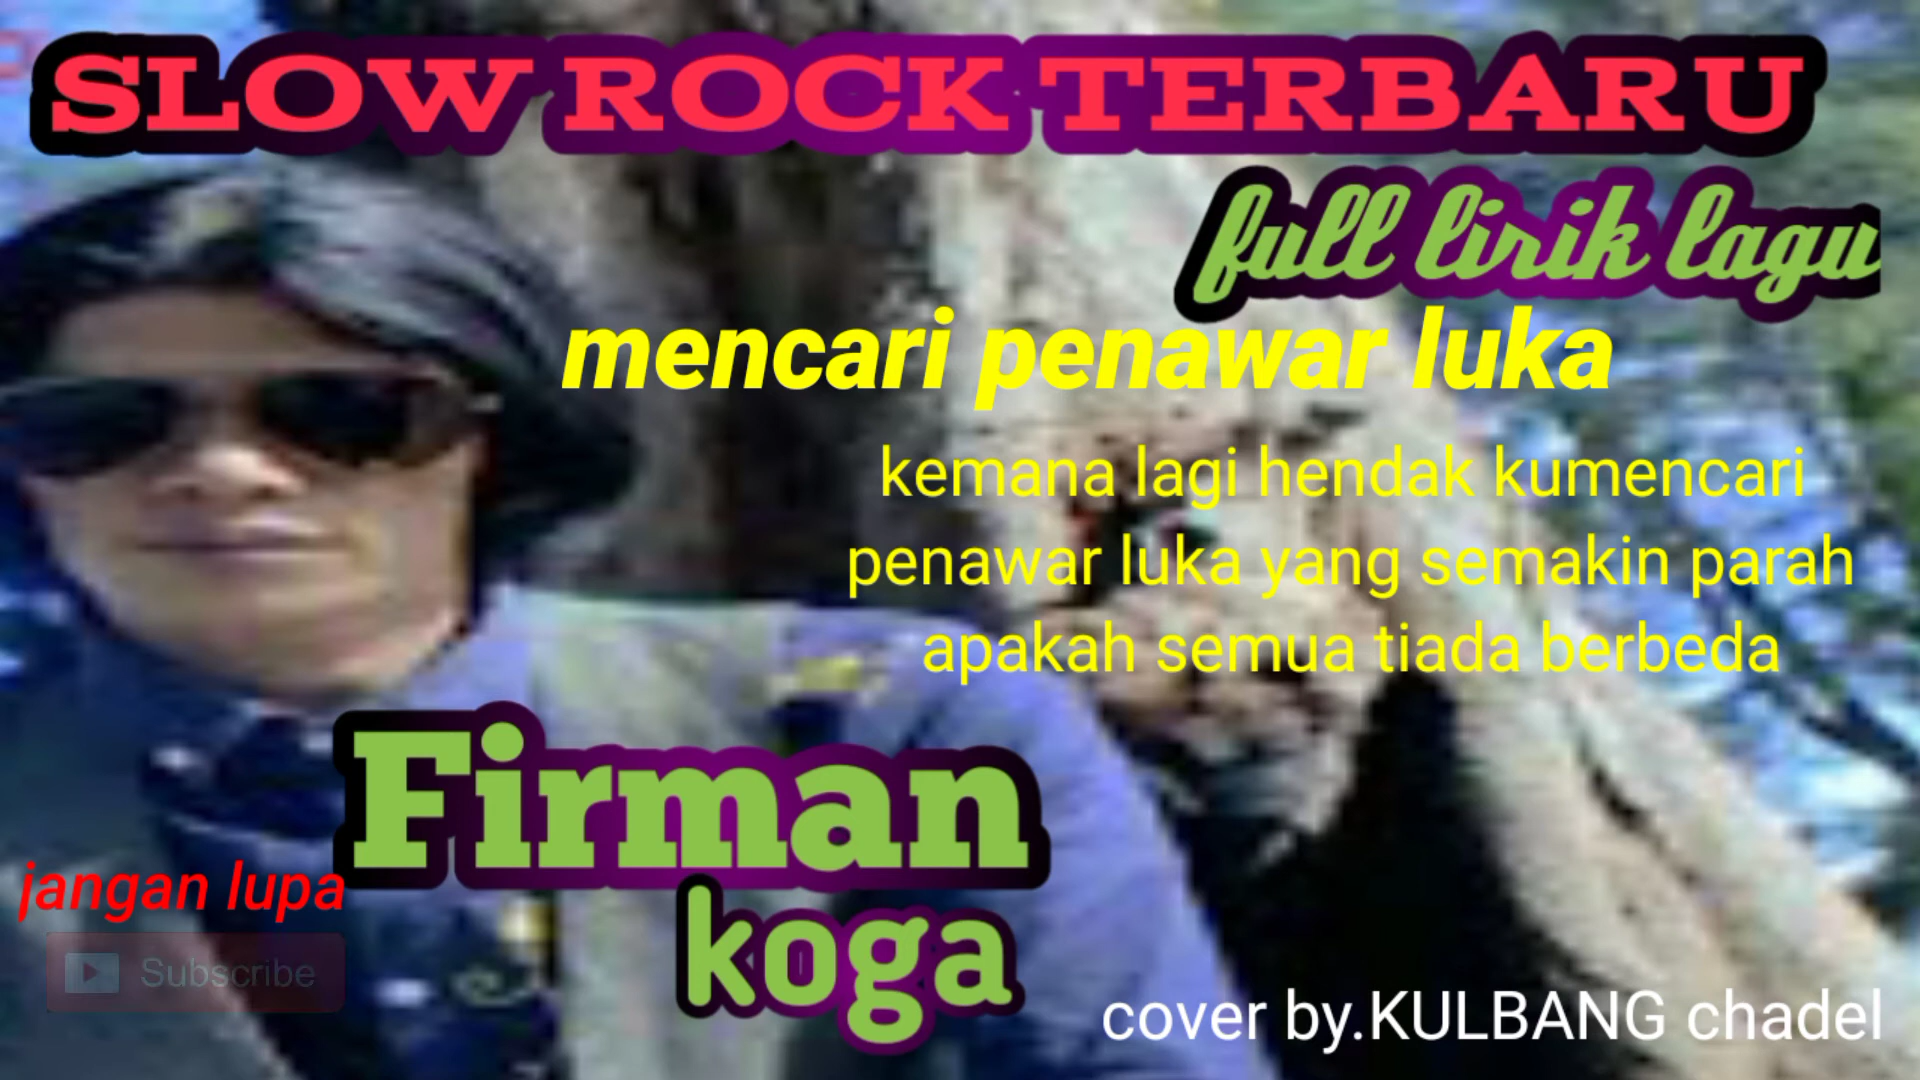 SLOW ROCK TERBARU
full lirik lagu
mencari penawar luka
kemana lagi hendak kumencari
penawar luka yang semakin parah
apakah semua tiada berbeda
Firman
koga
jangan lupa
Subscribe
cover by.KULBANG chadel